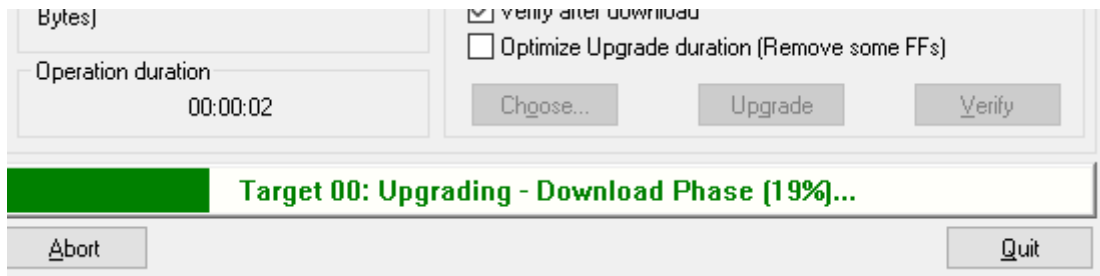 Bytes)
Verify after download
Optimize Upgrade duration (Remove some FFs)
Operation duration
00:00:02
Choose...
Upgrade
Verify
Target 00: Upgrading - Download Phase (19%)...
Abort
Quit